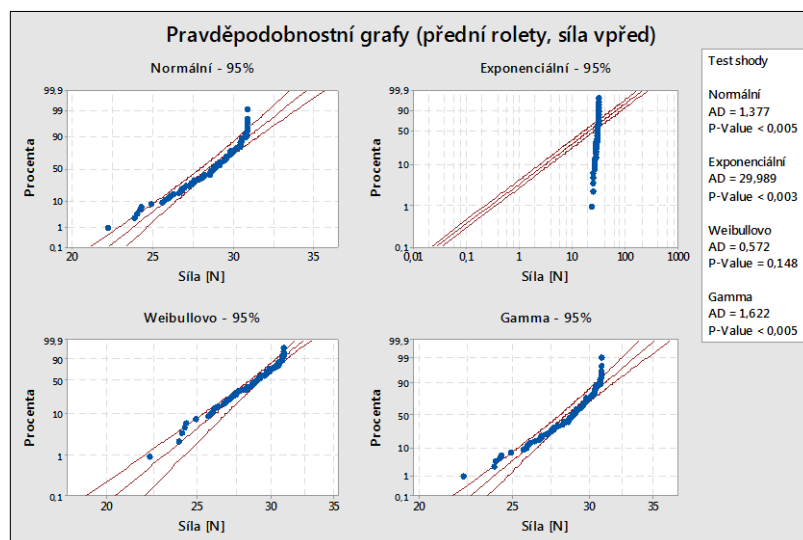 Pravděpodobnostní grafy (přední rolety, síla vpřed)
Normální - 95%
99,9
99
90
50
10
1
0,1
Procenta
20 25 30 35
Síla [N]
Exponenciální - 95%
99,9
90
50
10
1
0,1
Procenta
0,01 0,1 1 10 100 1000
Síla [N]
Weibullovo - 95%
99,9
90
50
10
1
0,1
Procenta
20 25 30 35
Síla [N]
Gamma - 95%
99,9
99
90
50
10
1
0,1
Procenta
20 25 30 35
Síla [N]
Test shody
Normální
AD = 1,377
P-Value < 0,005
Exponenciální
AD = 29,989
P-Value < 0,003
Weibullovo
AD = 0,572
P-Value = 0,148
Gamma
AD = 1,622
P-Value < 0,005